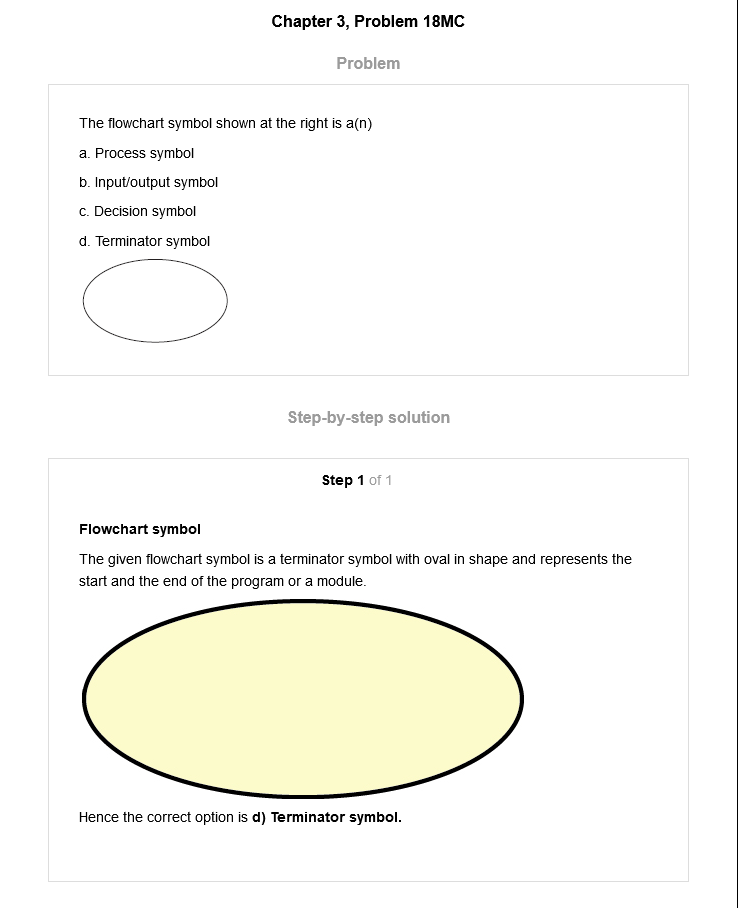 Chapter 3, Problem 18MC
Problem
The flowchart symbol shown at the right is a(n)
a. Process symbol
b. Input/output symbol
c. Decision symbol
d. Terminator symbol
Step-by-step solution
Step 1 of 1
Flowchart symbol
The given flowchart symbol is a terminator symbol with oval in shape and represents the
start and the end of the program or a module.
Hence the correct option is d) Terminator symbol.